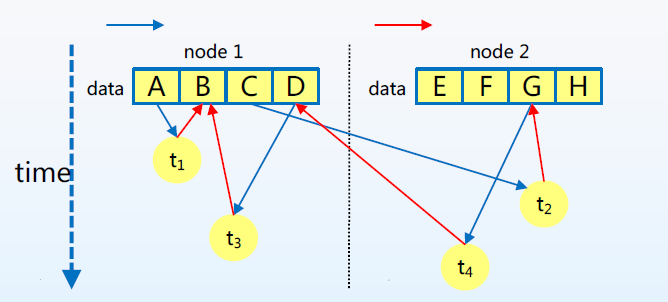 node 1
node 2
data A B C D
data E F G H
time
t1
t2
t3
t4